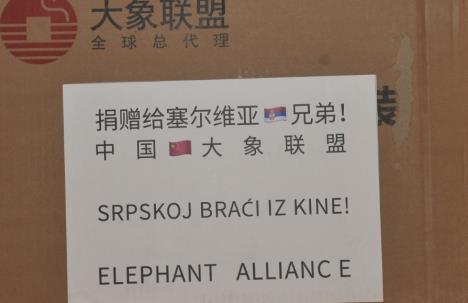 大象联盟
全球总代理
捐赠给塞尔维亚🇷🇸兄弟!
中国🇨🇳大象联盟
SRPSKOJ BRAĆI IZ KINE!
ELEPHANT ALLIANCE